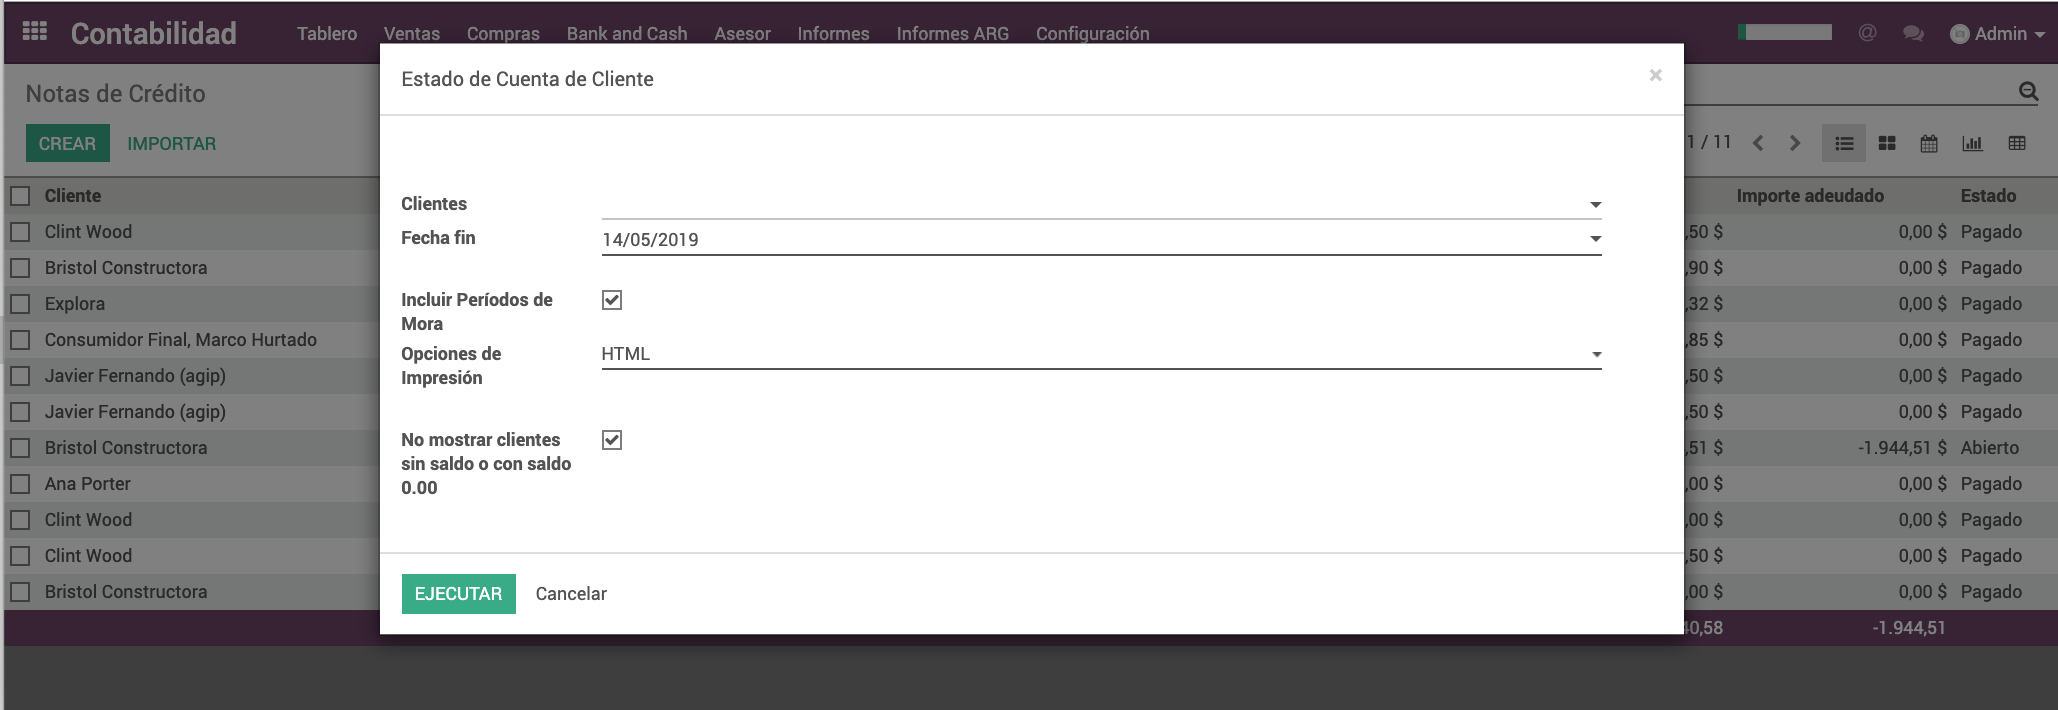 Contabilidad Tablero Ventas Compras Bank and Cash Asesor Informes Informes ARG Configuración @ Admin
Notas de Crédito
CREAR IMPORTAR
1 / 11
Estado de Cuenta de Cliente ×
Clientes
Fecha fin 14/05/2019
Incluir Períodos de
Mora
Opciones de HTML
Impresión
No mostrar clientes
sin saldo o con saldo
0.00
EJECUTAR Cancelar
Cliente Importe adeudado Estado
Clint Wood ,50 $ 0,00 $ Pagado
Bristol Constructora ,90 $ 0,00 $ Pagado
Explora ,32 $ 0,00 $ Pagado
Consumidor Final, Marco Hurtado ,85 $ 0,00 $ Pagado
Javier Fernando (agip) ,50 $ 0,00 $ Pagado
Javier Fernando (agip) ,50 $ 0,00 $ Pagado
Bristol Constructora ,51 $ -1.944,51 $ Abierto
Ana Porter ,00 $ 0,00 $ Pagado
Clint Wood ,00 $ 0,00 $ Pagado
Clint Wood ,50 $ 0,00 $ Pagado
Bristol Constructora ,00 $ 0,00 $ Pagado
40,58 -1.944,51